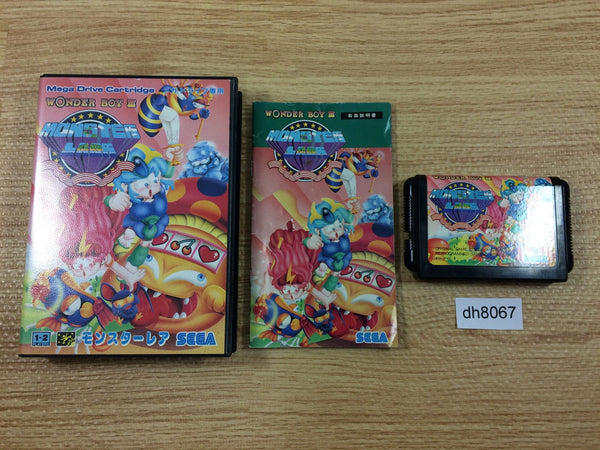 Mega Drive Cartridge
WONDER BOY III
MONSTER
LAIR
モンスターレア
SEGA
WONDER BOY III
取扱説明書
MONSTER
LAIR
SEGA
MONSTER
LAIR
dh8067